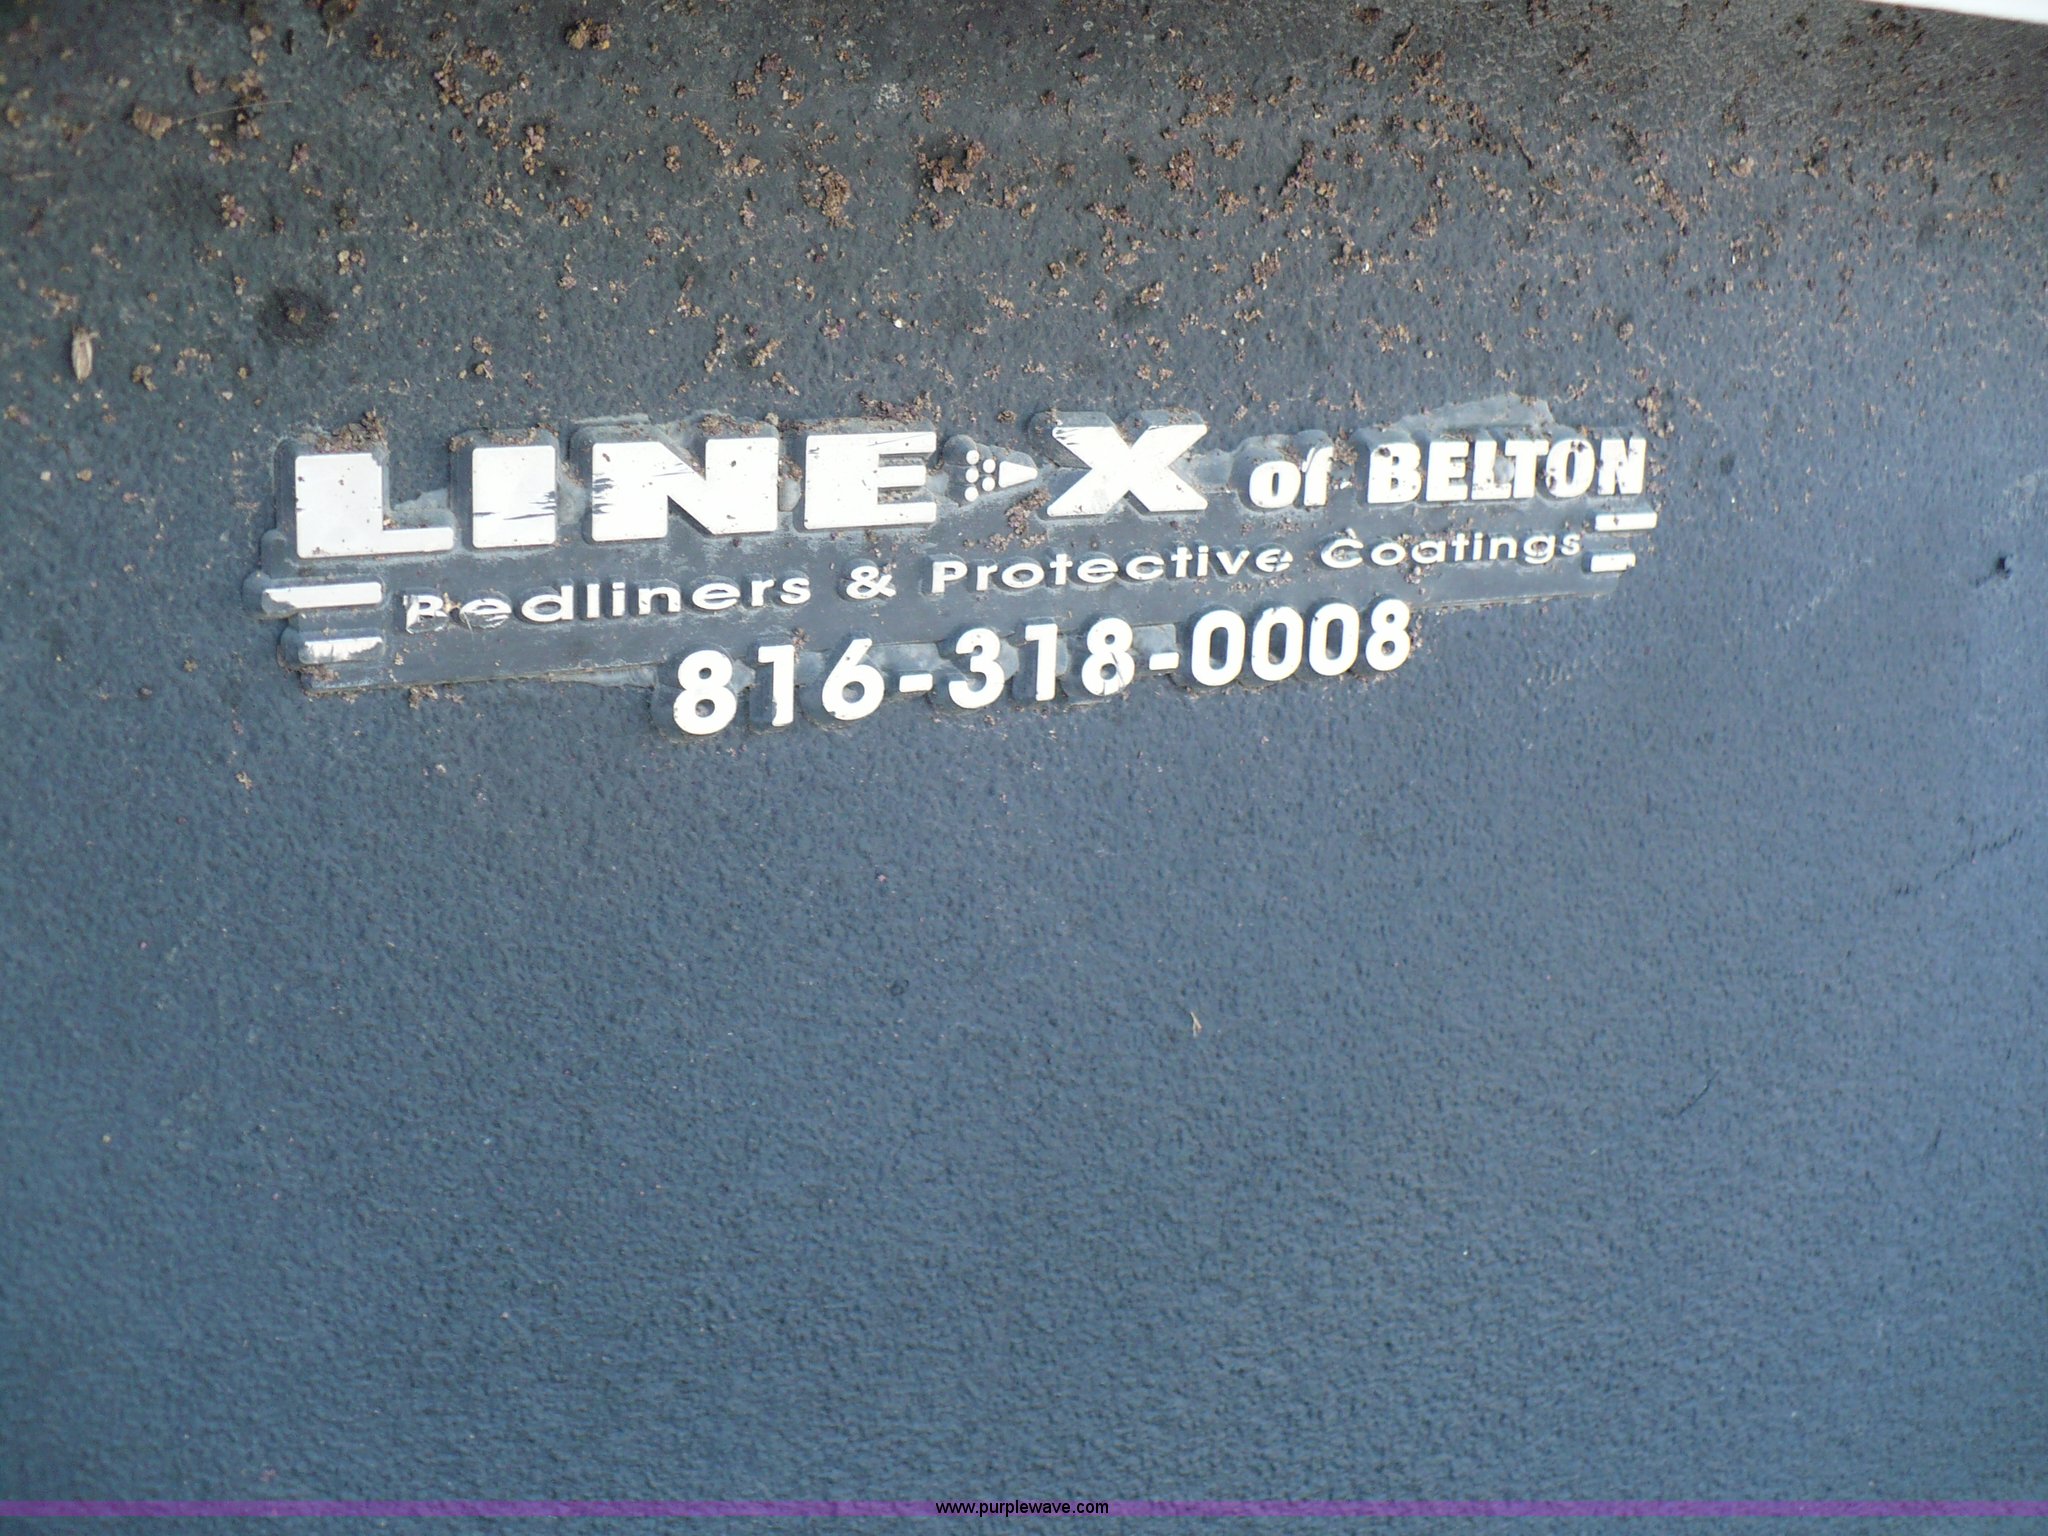 LINE-X of BELTON
Bedliners & Protective Coatings
816-318-0008
www.purplewave.com